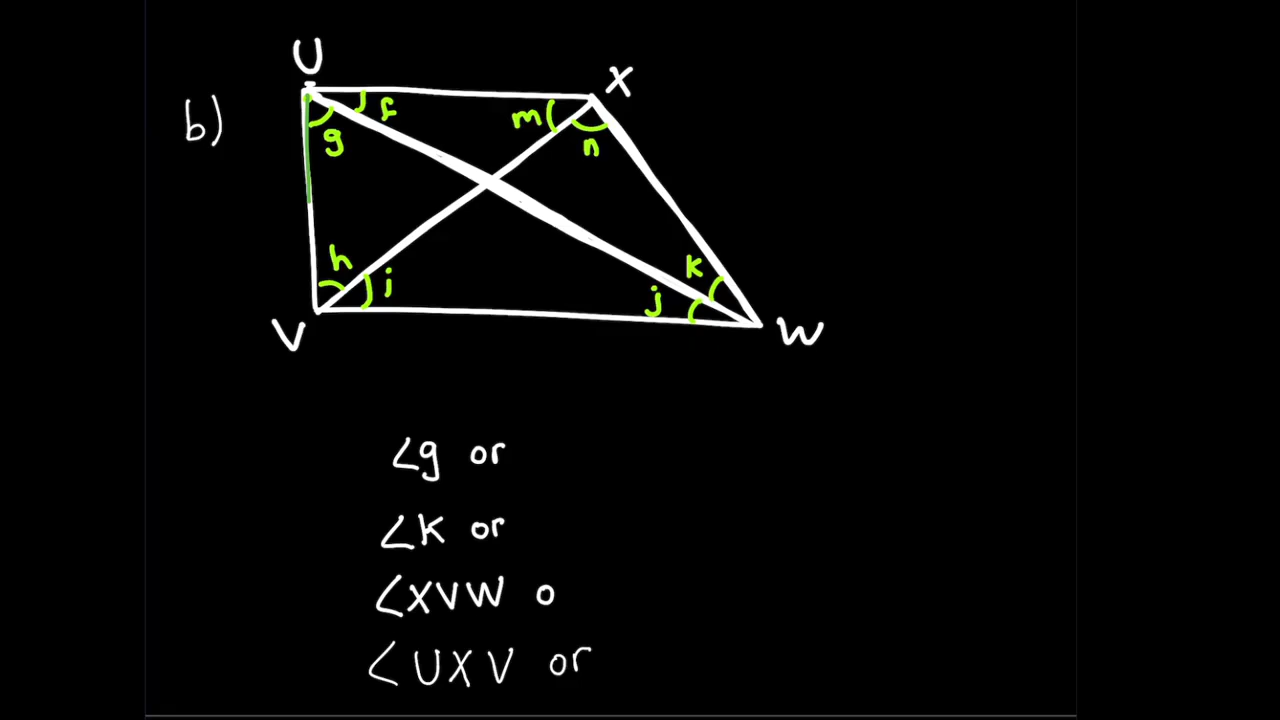 U
X
b)
f
m
g
n
h
k
i
j
V
W
∠g or
∠K or
∠XVW o
∠UXV or